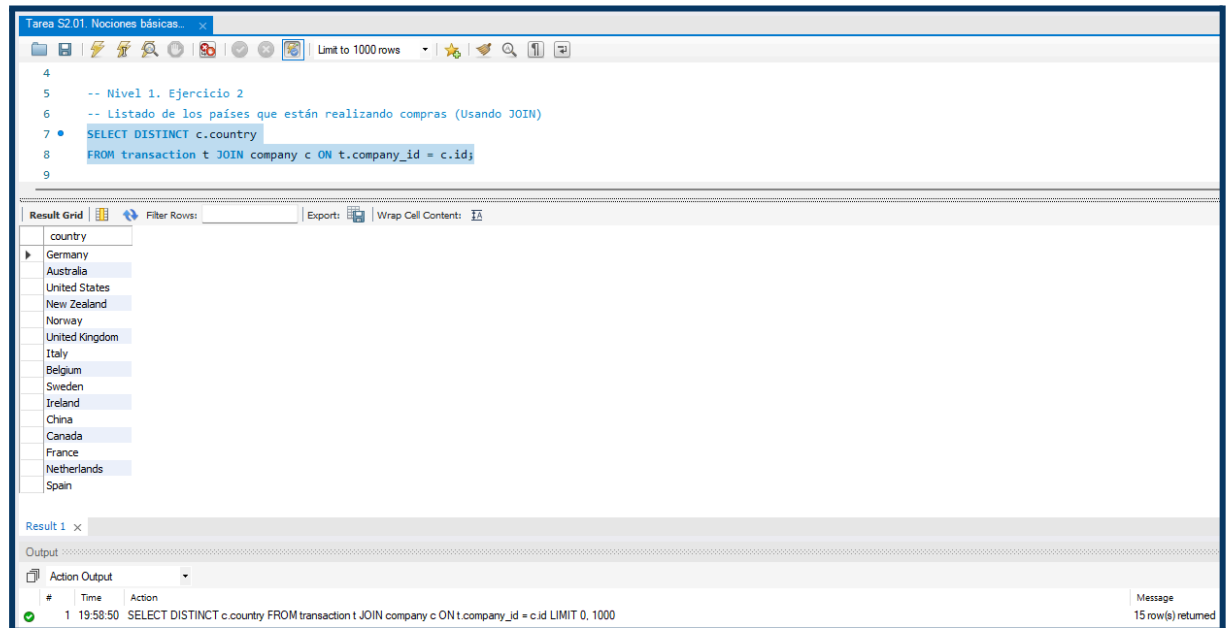 Tarea S2.01. Nociones básicas...
Limit to 1000 rows
4
5 -- Nivel 1. Ejercicio 2
6 -- Listado de los países que están realizando compras (Usando JOIN)
7 SELECT DISTINCT c.country
8 FROM transaction t JOIN company c ON t.company_id = c.id;
9
Result Grid Filter Rows: Export: Wrap Cell Content: IA
country
Germany
Australia
United States
New Zealand
Norway
United Kingdom
Italy
Belgium
Sweden
Ireland
China
Canada
France
Netherlands
Spain
Result 1
Output
Action Output
# Time Action Message
1 19:58:50 SELECT DISTINCT c.country FROM transaction t JOIN company c ON t.company_id = c.id LIMIT 0, 1000 15 row(s) returned